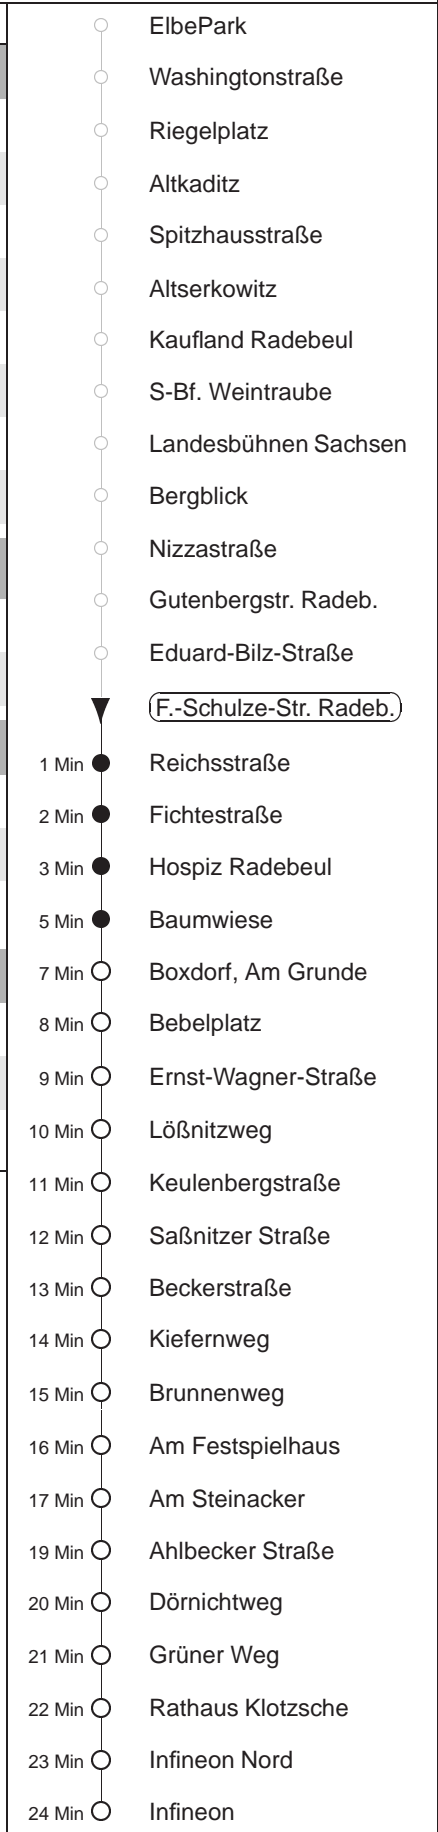 ElbePark
Washingtonstraße
Riegelplatz
Altkaditz
Spitzhausstraße
Altserkowitz
Kaufland Radebeul
S-Bf. Weintraube
Landesbühnen Sachsen
Bergblick
Nizzastraße
Gutenbergstr. Radeb.
Eduard-Bilz-Straße
F.-Schulze-Str. Radeb.
1 Min Reichsstraße
2 Min Fichtestraße
3 Min Hospiz Radebeul
5 Min Baumwiese
7 Min Boxdorf, Am Grunde
8 Min Bebelplatz
9 Min Ernst-Wagner-Straße
10 Min Lößnitzweg
11 Min Keulenbergstraße
12 Min Saßnitzer Straße
13 Min Beckerstraße
14 Min Kiefernweg
15 Min Brunnenweg
16 Min Am Festspielhaus
17 Min Am Steinacker
19 Min Ahlbecker Straße
20 Min Dörnichtweg
21 Min Grüner Weg
22 Min Rathaus Klotzsche
23 Min Infineon Nord
24 Min Infineon